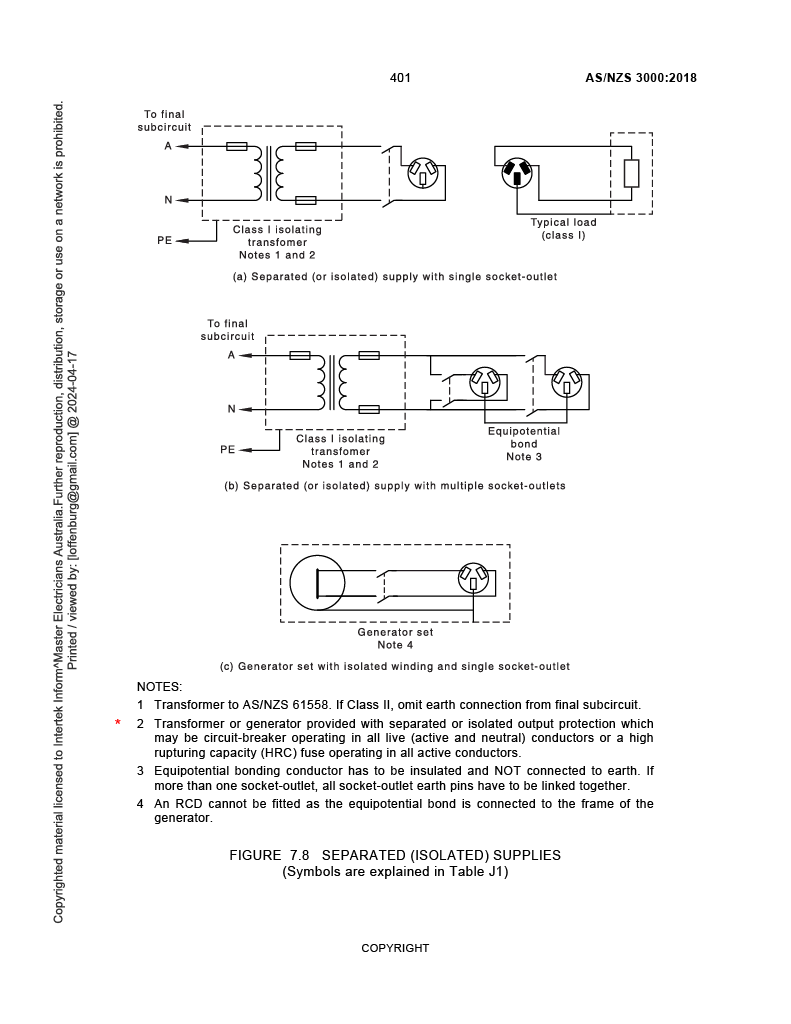 401
AS/NZS 3000:2018
To final
subcircuit
A
N
PE
Class I isolating
transfomer
Notes 1 and 2
Typical load
(class I)
(a) Separated (or isolated) supply with single socket-outlet
To final
subcircuit
A
N
PE
Class I isolating
transfomer
Notes 1 and 2
Equipotential
bond
Note 3
(b) Separated (or isolated) supply with multiple socket-outlets
Generator set
Note 4
(c) Generator set with isolated winding and single socket-outlet
NOTES:
1 Transformer to AS/NZS 61558. If Class II, omit earth connection from final subcircuit.
* 2 Transformer or generator provided with separated or isolated output protection which
may be circuit-breaker operating in all live (active and neutral) conductors or a high
rupturing capacity (HRC) fuse operating in all active conductors.
3 Equipotential bonding conductor has to be insulated and NOT connected to earth. If
more than one socket-outlet, all socket-outlet earth pins have to be linked together.
4 An RCD cannot be fitted as the equipotential bond is connected to the frame of the
generator.
FIGURE 7.8 SEPARATED (ISOLATED) SUPPLIES
(Symbols are explained in Table J1)
COPYRIGHT
Copyrighted material licensed to Intertek Inform^Master Electricians Australia.Further reproduction, distribution, storage or use on a network is prohibited.
Printed / viewed by: [loffenburg@gmail.com] @ 2024-04-17